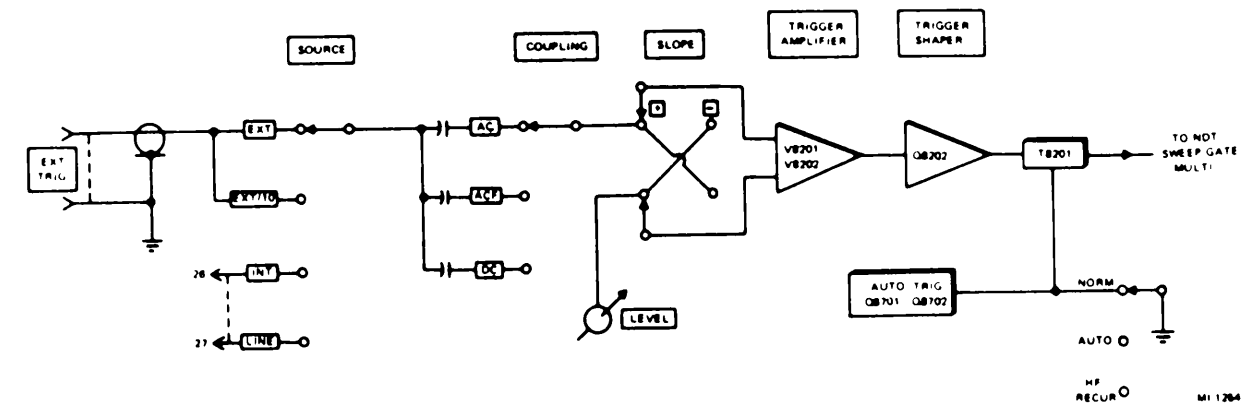 SOURCE
COUPLING
SLOPE
TRIGGER
AMPLIFIER
TRIGGER
SHAPER
EXT
TRIG
EXT
EXT/10
26
INT
27
LINE
AC
ACF
DC
+
−
LEVEL
V8201
V8202
Q8202
T8201
TO NDT
SWEEP GATE
MULTI
AUTO TRIG
Q8701 Q8702
NORM
AUTO
HF
RECUR
MI 1264